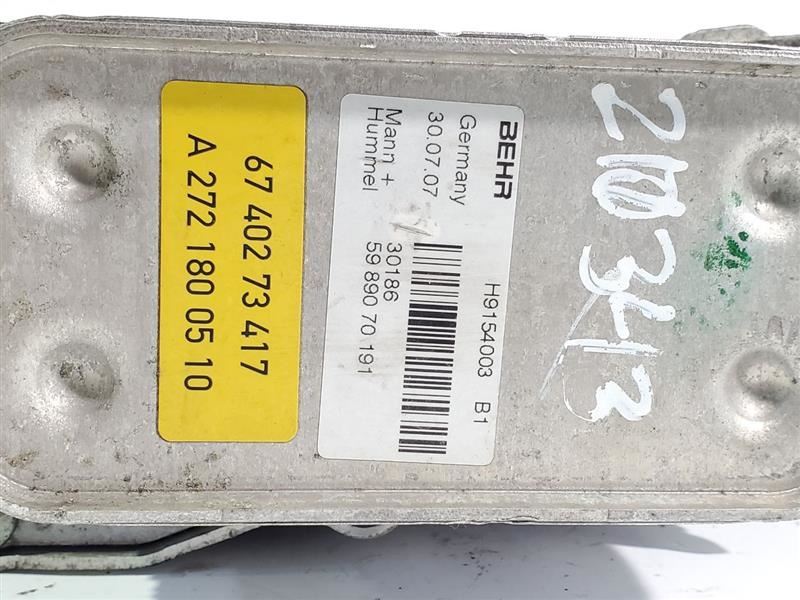 BEHR
H9154003 B1
Germany
30.07.07
Mann + 30186
Hummel 59 890 70 191
67 402 73 417
A 272 180 05 10